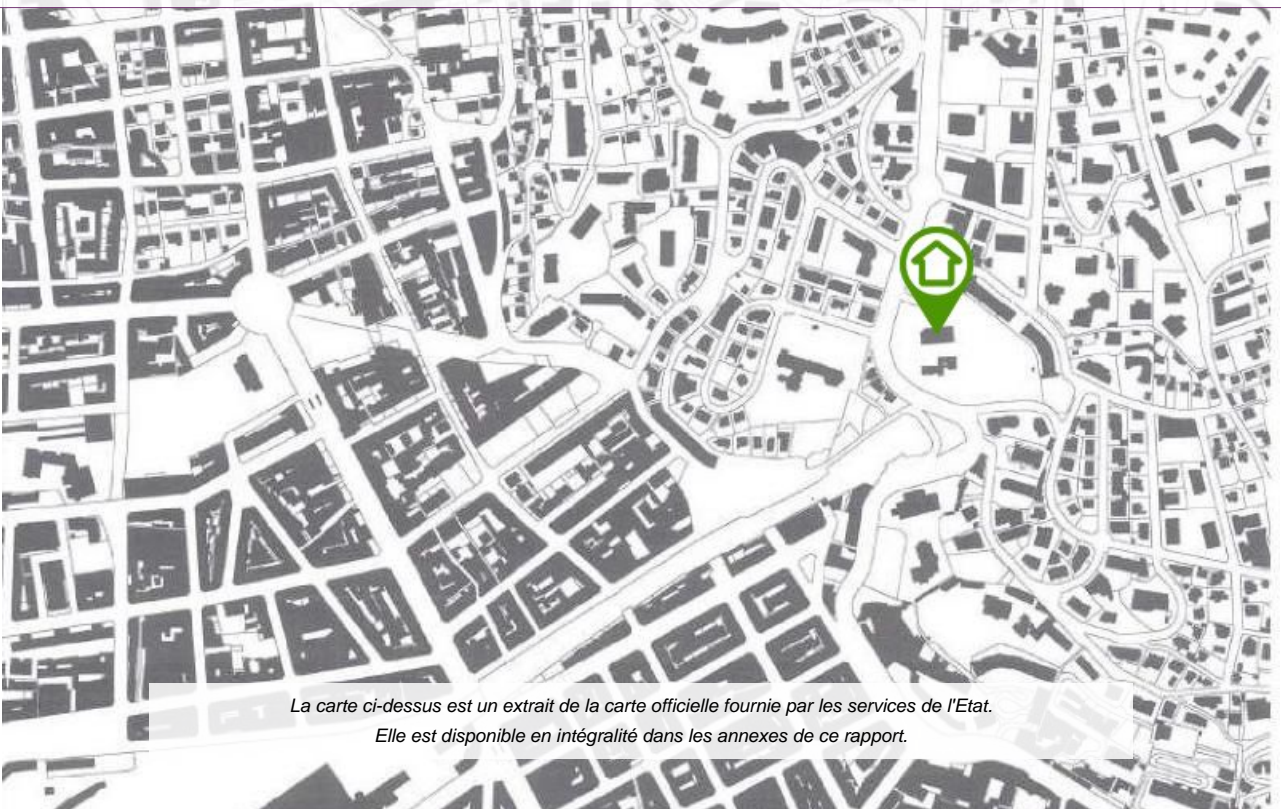 La carte ci-dessus est un extrait de la carte officielle fournie par les services de l'Etat.
Elle est disponible en intégralité dans les annexes de ce rapport.